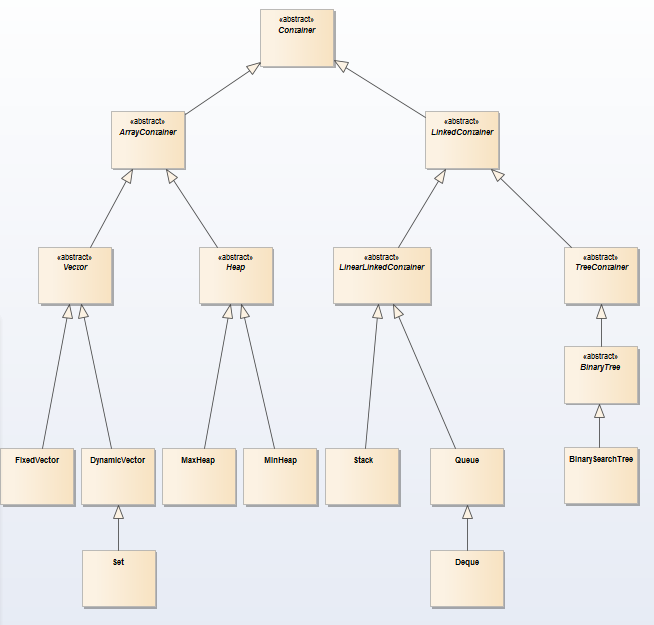 «abstract»
Container
«abstract»
ArrayContainer
«abstract»
LinkedContainer
«abstract»
Vector
«abstract»
Heap
«abstract»
LinearLinkedContainer
«abstract»
TreeContainer
«abstract»
BinaryTree
FixedVector
DynamicVector
MaxHeap
MinHeap
Stack
Queue
BinarySearchTree
Set
Deque